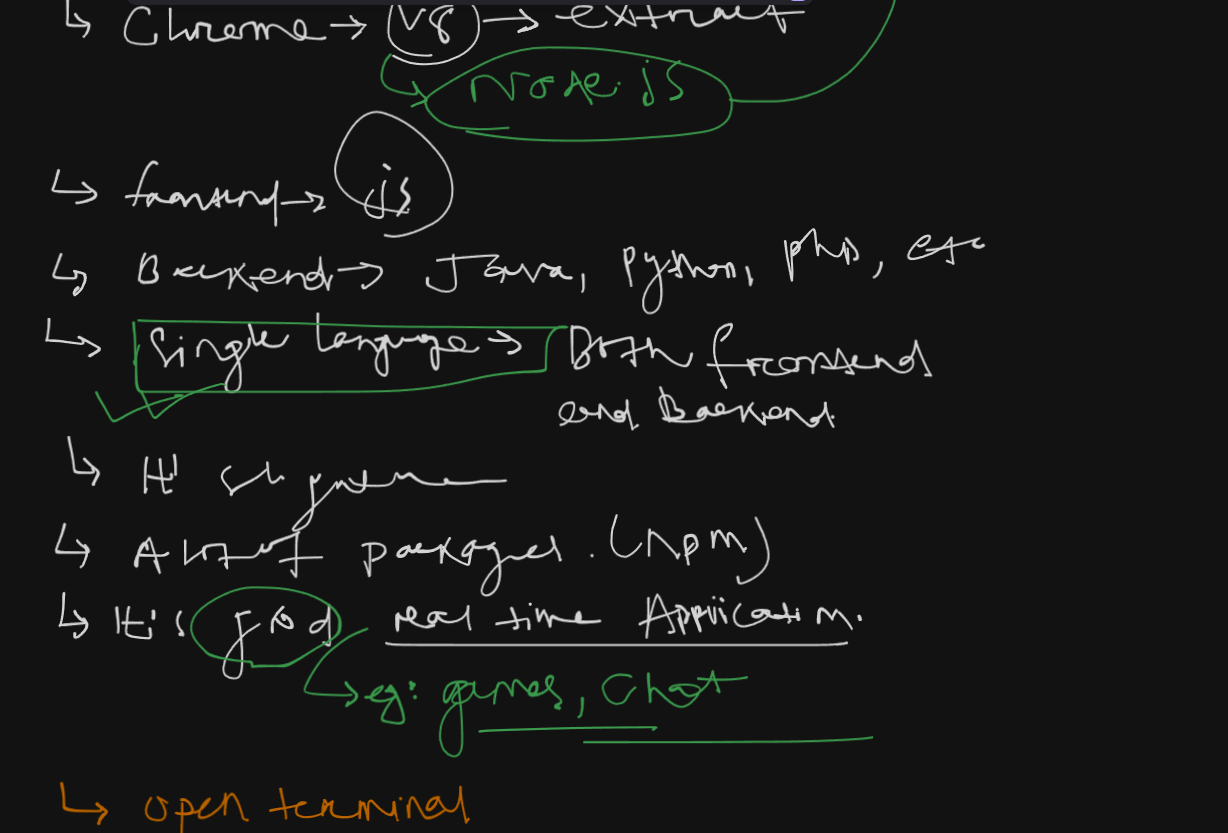 ↳ Chrome → V8 → extract
Node.js
↳ frontend → js
↳ Backend → Java, Python, php, etc
↳ Single language → Both frontend
and Backend.
↳ It's
↳ A lot of packages. (npm)
↳ It's good real time Application.
↳ eg: games, Chat
↳ open terminal